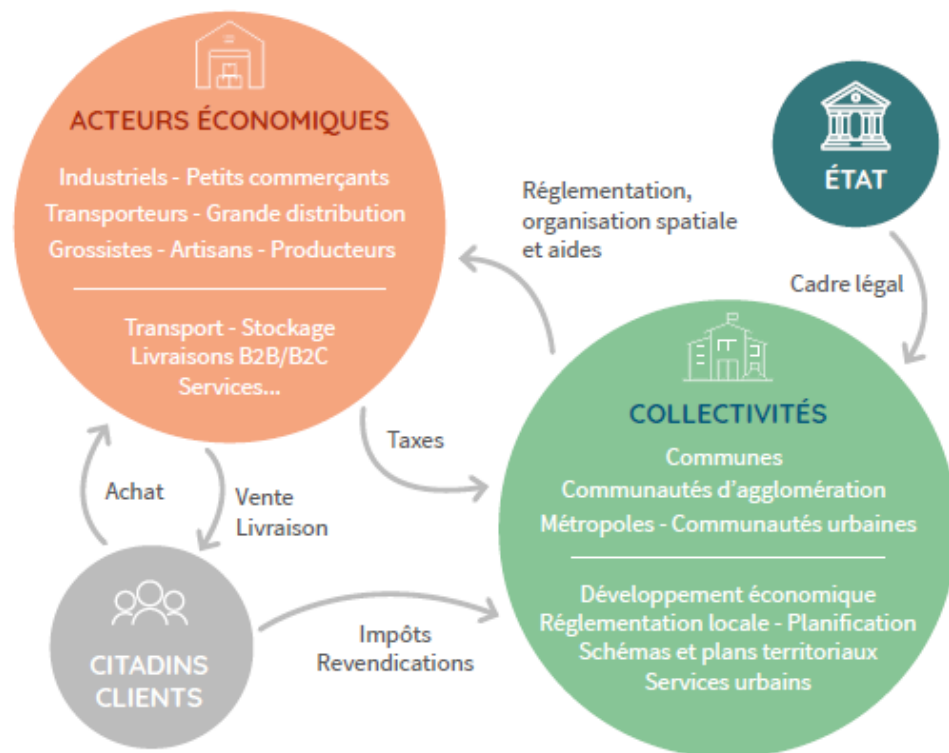 ACTEURS ÉCONOMIQUES
Industriels - Petits commerçants
Transporteurs - Grande distribution
Grossistes - Artisans - Producteurs
Transport - Stockage
Livraisons B2B/B2C
Services...
ÉTAT
Réglementation,
organisation spatiale
et aides
Cadre légal
COLLECTIVITÉS
Communes
Communautés d'agglomération
Métropoles - Communautés urbaines
Développement économique
Réglementation locale - Planification
Schémas et plans territoriaux
Services urbains
Taxes
Achat
Vente
Livraison
CITADINS
CLIENTS
Impôts
Revendications